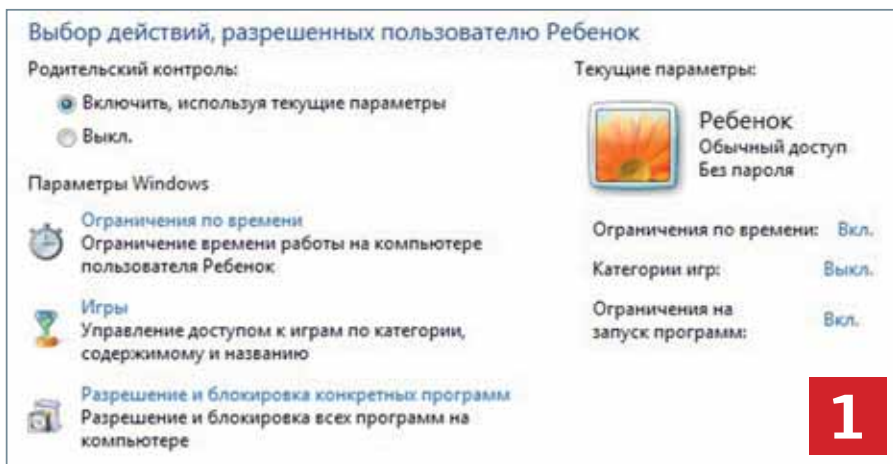 Выбор действий, разрешенных пользователю Ребенок
Родительский контроль:
Включить, используя текущие параметры
Выкл.
Параметры Windows
Ограничения по времени
Ограничение времени работы на компьютере
пользователя Ребенок
Игры
Управление доступом к играм по категории,
содержимому и названию
Разрешение и блокировка конкретных программ
Разрешение и блокировка всех программ на
компьютере
Текущие параметры:
Ребенок
Обычный доступ
Без пароля
Ограничения по времени: Вкл.
Категории игр: Выкл.
Ограничения на
запуск программ: Вкл.
1